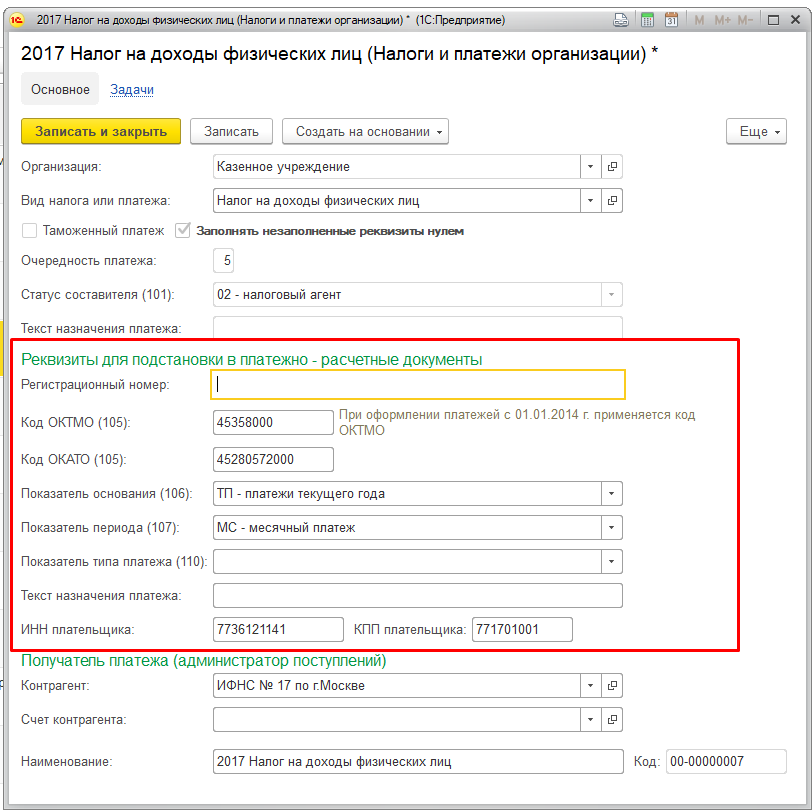 1С 2017 Налог на доходы физических лиц (Налоги и платежи организации) * (1С:Предприятие) 31 M M+ M-
2017 Налог на доходы физических лиц (Налоги и платежи организации) *
Основное Задачи
Записать и закрыть Записать Создать на основании Еще
Организация: Казенное учреждение
Вид налога или платежа: Налог на доходы физических лиц
Таможенный платеж Заполнять незаполненные реквизиты нулем
Очередность платежа: 5
Статус составителя (101): 02 - налоговый агент
Текст назначения платежа:
Реквизиты для подстановки в платежно - расчетные документы
Регистрационный номер:
Код ОКТМО (105): 45358000 При оформлении платежей с 01.01.2014 г. применяется код
ОКТМО
Код ОКАТО (105): 45280572000
Показатель основания (106): ТП - платежи текущего года
Показатель периода (107): МС - месячный платеж
Показатель типа платежа (110):
Текст назначения платежа:
ИНН плательщика: 7736121141 КПП плательщика: 771701001
Получатель платежа (администратор поступлений)
Контрагент: ИФНС № 17 по г.Москве
Счет контрагента:
Наименование: 2017 Налог на доходы физических лиц Код: 00-00000007